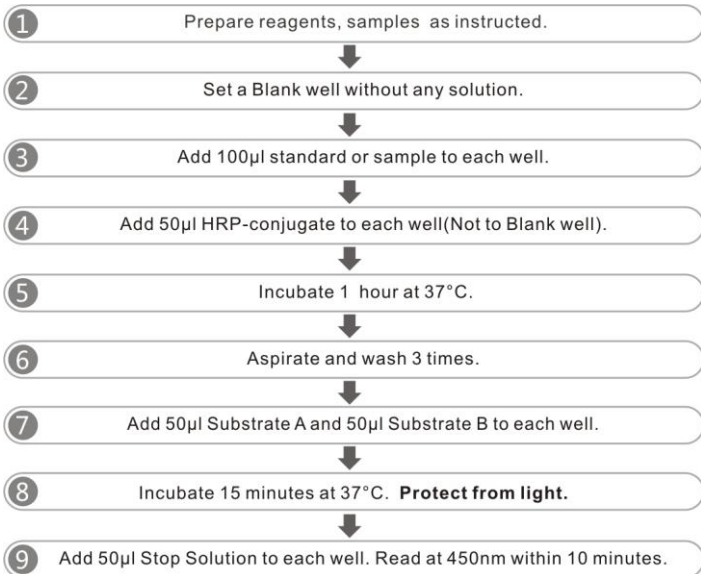 1 Prepare reagents, samples as instructed.
2 Set a Blank well without any solution.
3 Add 100μl standard or sample to each well.
4 Add 50μl HRP-conjugate to each well(Not to Blank well).
5 Incubate 1 hour at 37°C.
6 Aspirate and wash 3 times.
7 Add 50μl Substrate A and 50μl Substrate B to each well.
8 Incubate 15 minutes at 37°C. Protect from light.
9 Add 50μl Stop Solution to each well. Read at 450nm within 10 minutes.